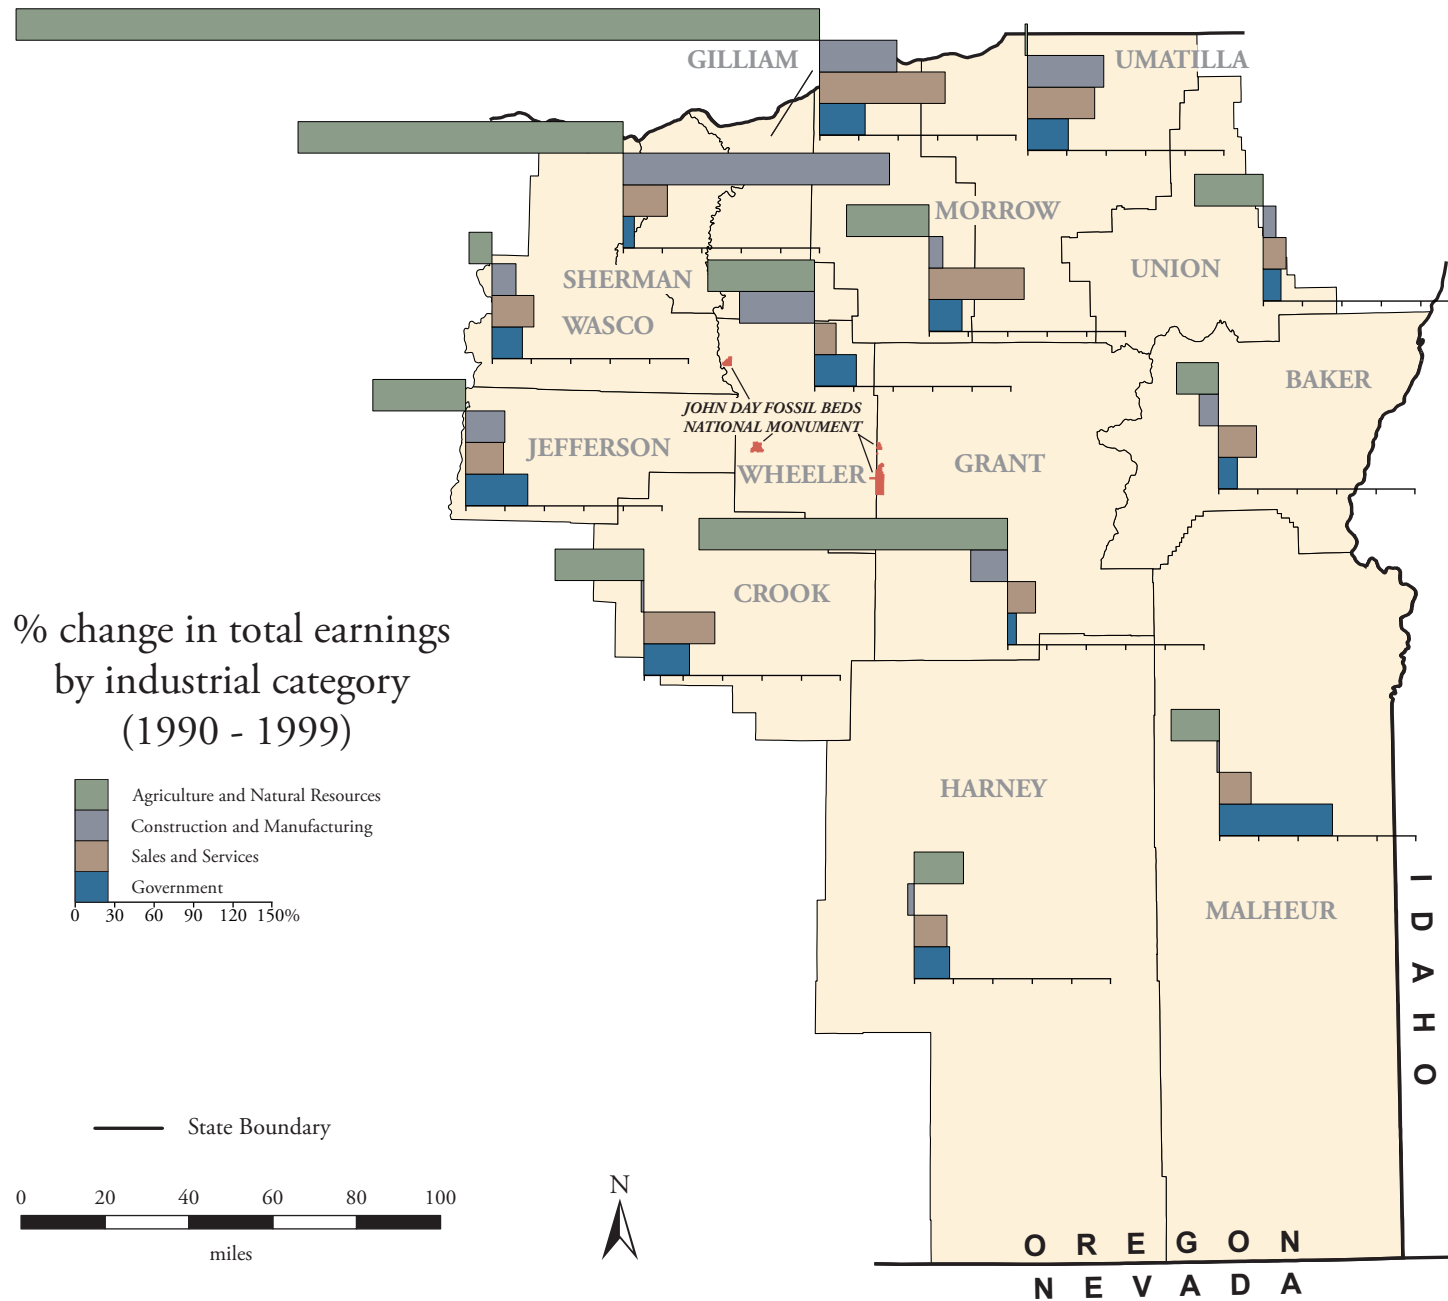 GILLIAM
UMATILLA
MORROW
UNION
SHERMAN
WASCO
BAKER
JOHN DAY FOSSIL BEDS
NATIONAL MONUMENT
JEFFERSON
WHEELER
GRANT
CROOK
% change in total earnings
by industrial category
(1990 - 1999)
HARNEY
Agriculture and Natural Resources
Construction and Manufacturing
Sales and Services
Government
0 30 60 90 120 150%
MALHEUR
IDAHO
State Boundary
N
0 20 40 60 80 100
miles
OREGON
NEVADA